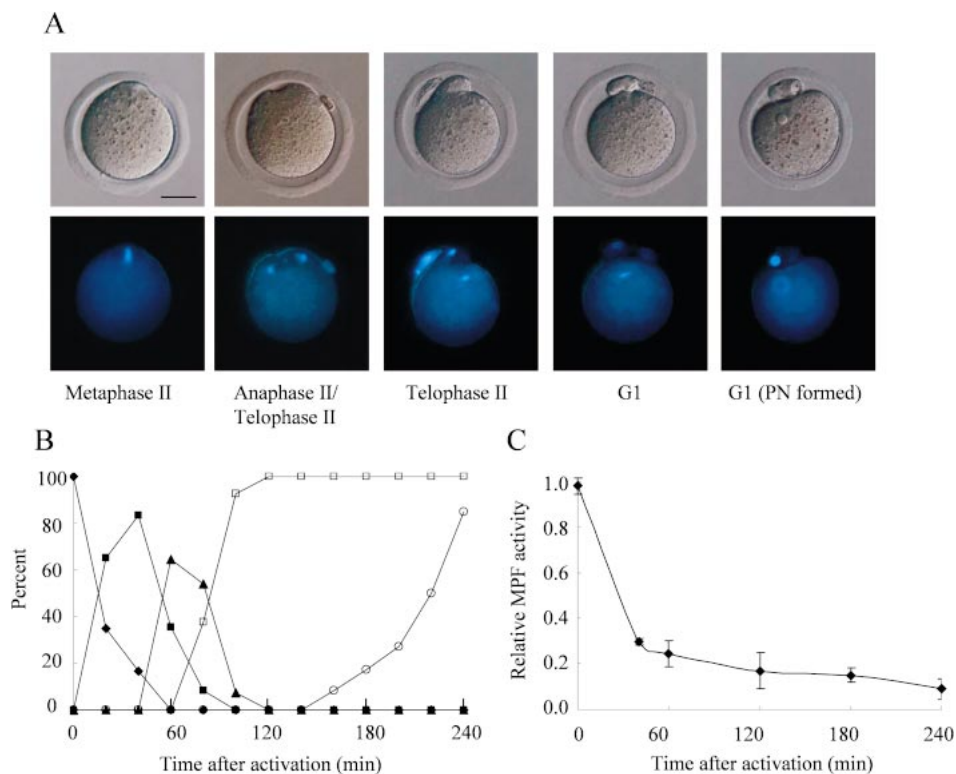 A
Metaphase II
Anaphase II/
Telophase II
Telophase II
G1
G1 (PN formed)
B
100
80
60
40
20
0
Percent
0 60 120 180 240
Time after activation (min)
C
1.0
0.8
0.6
0.4
0.2
0.0
Relative MPF activity
0 60 120 180 240
Time after activation (min)